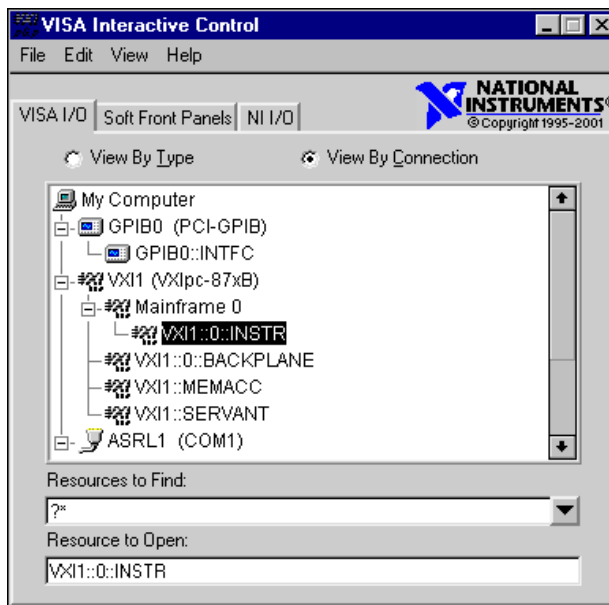 VISA Interactive Control
File Edit View Help
NATIONAL
INSTRUMENTS®
© Copyright 1995-2001
VISA I/O Soft Front Panels NI I/O
View By Type View By Connection
My Computer
GPIB0 (PCI-GPIB)
GPIB0::INTFC
VXI1 (VXIpc-87xB)
Mainframe 0
VXI1::0::INSTR
VXI1::0::BACKPLANE
VXI1::MEMACC
VXI1::SERVANT
ASRL1 (COM1)
Resources to Find:
?*
Resource to Open:
VXI1::0::INSTR